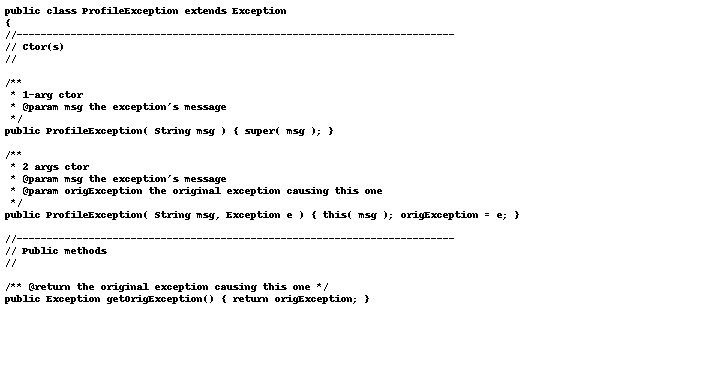 public class ProfileException extends Exception
{
//-------------------------------------------------------------------------
// Ctor(s)
//
/**
* 1-arg ctor
* @param msg the exception's message
*/
public ProfileException( String msg ) { super( msg ); }
/**
* 2 args ctor
* @param msg the exception's message
* @param origException the original exception causing this one
*/
public ProfileException( String msg, Exception e ) { this( msg ); origException = e; }
//-------------------------------------------------------------------------
// Public methods
//
/** @return the original exception causing this one */
public Exception getOrigException() { return origException; }